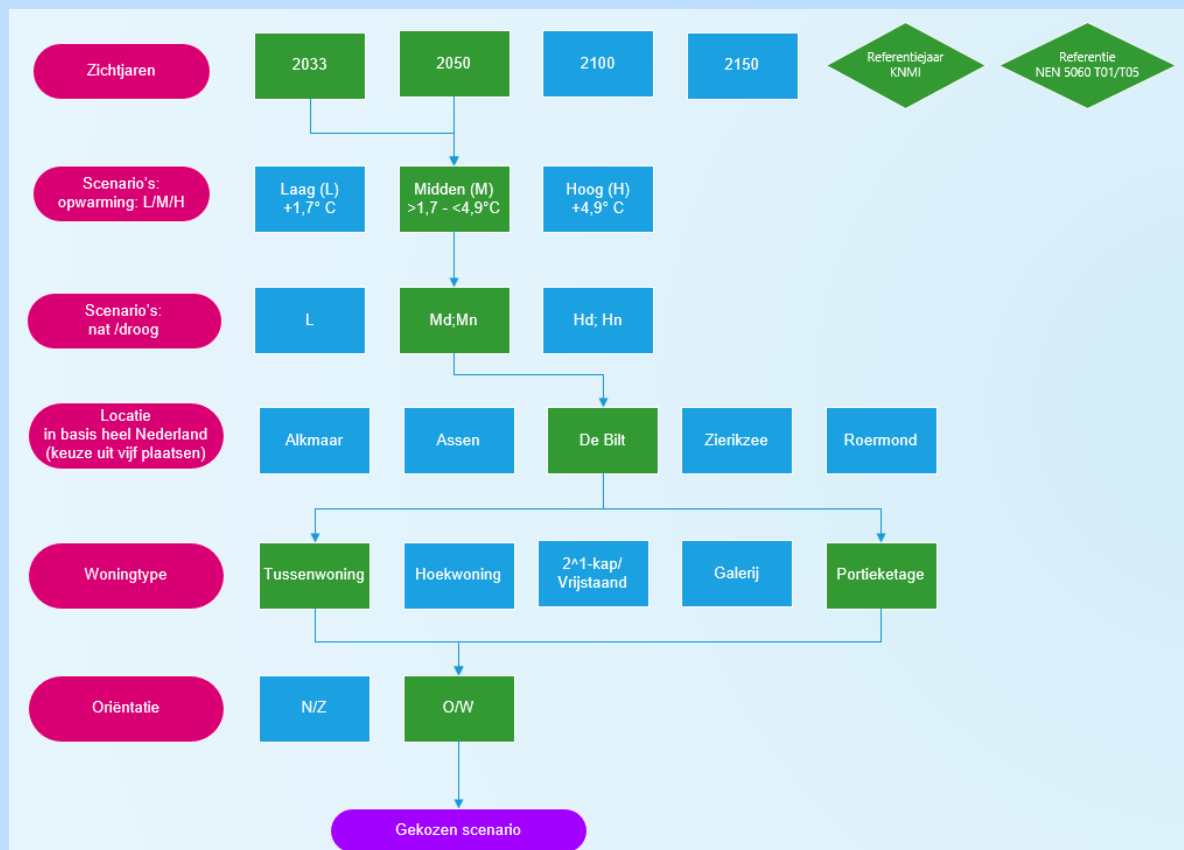 Zichtjaren
2033
2050
2100
2150
Referentiejaar
KNMI
Referentie
NEN 5060 T01/T05
Scenario's:
opwarming: L/M/H
Laag (L)
+1,7° C
Midden (M)
>1,7 - <4,9°C
Hoog (H)
+4,9° C
Scenario's:
nat /droog
L
Md;Mn
Hd; Hn
Locatie
in basis heel Nederland
(keuze uit vijf plaatsen)
Alkmaar
Assen
De Bilt
Zierikzee
Roermond
Woningtype
Tussenwoning
Hoekwoning
2^1-kap/
Vrijstaand
Galerij
Portieketage
Oriëntatie
N/Z
O/W
Gekozen scenario